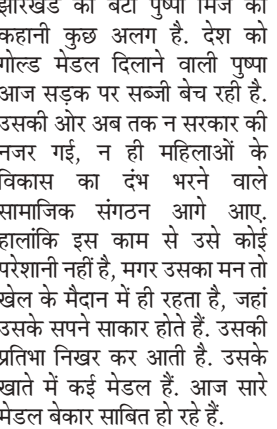 झारखंड की बेटी पुष्पा मिंज की
कहानी कुछ अलग है. देश को
गोल्ड मेडल दिलाने वाली पुष्पा
आज सड़क पर सब्जी बेच रही है.
उसकी ओर अब तक न सरकार की
नजर गई, न ही महिलाओं के
विकास का दंभ भरने वाले
सामाजिक संगठन आगे आए.
हालांकि इस काम से उसे कोई
परेशानी नहीं है, मगर उसका मन तो
खेल के मैदान में ही रहता है, जहां
उसके सपने साकार होते हैं. उसकी
प्रतिभा निखर कर आती है. उसके
खाते में कई मेडल हैं. आज सारे
मेडल बेकार साबित हो रहे हैं.